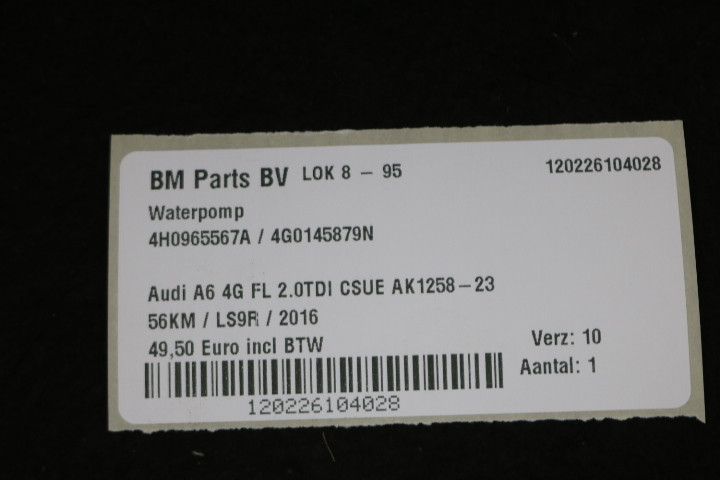 BM Parts BV LOK 8 - 95 120226104028
Waterpomp
4H0965567A / 4G0145879N
Audi A6 4G FL 2.0TDI CSUE AK1258-23
56KM / LS9R / 2016
49,50 Euro incl BTW Verz: 10
Aantal: 1
120226104028